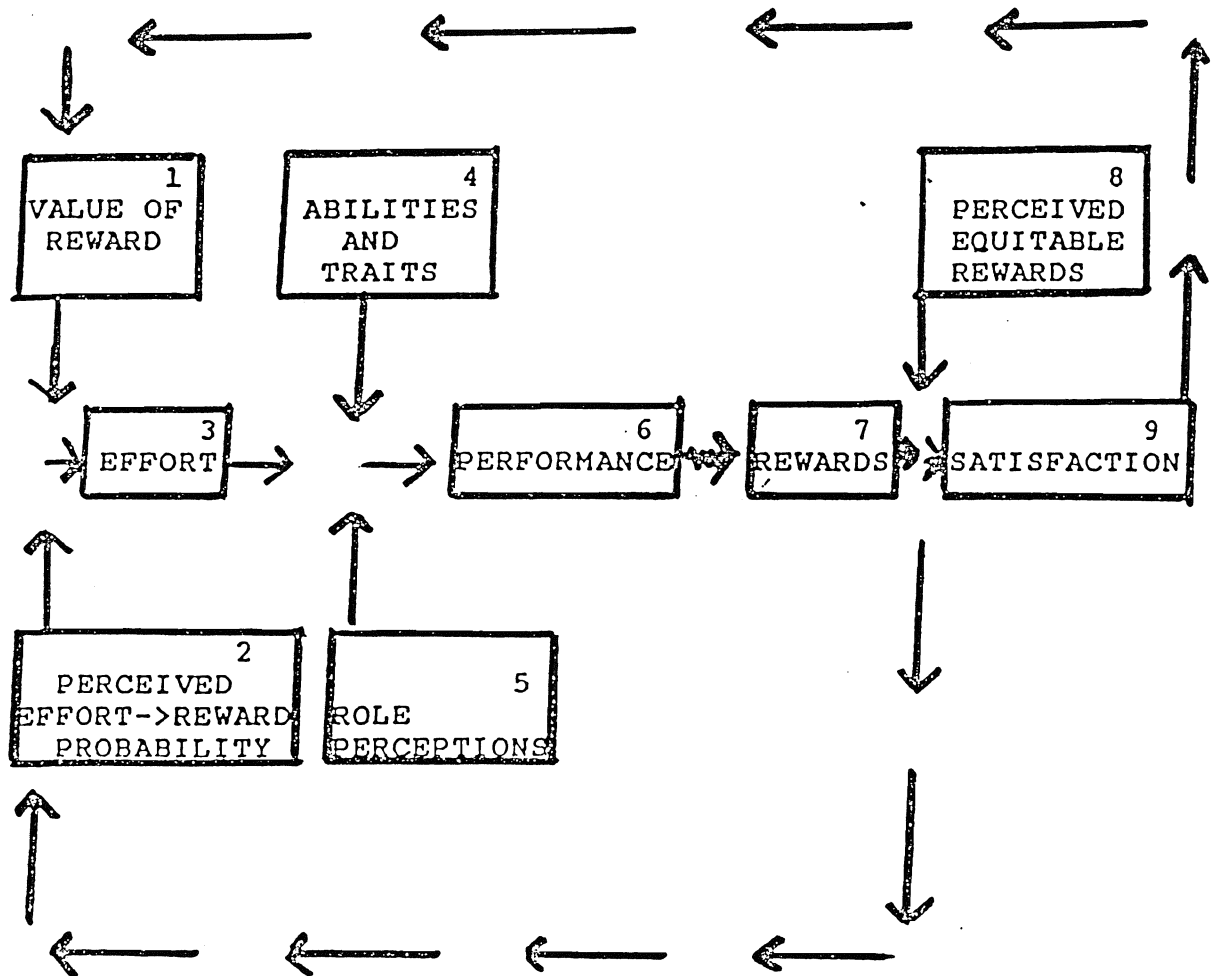 1
VALUE OF
REWARD
4
ABILITIES
AND
TRAITS
8
PERCEIVED
EQUITABLE
REWARDS
3
EFFORT
6
PERFORMANCE
7
REWARDS
9
SATISFACTION
2
PERCEIVED
EFFORT->REWARD
PROBABILITY
5
ROLE
PERCEPTIONS